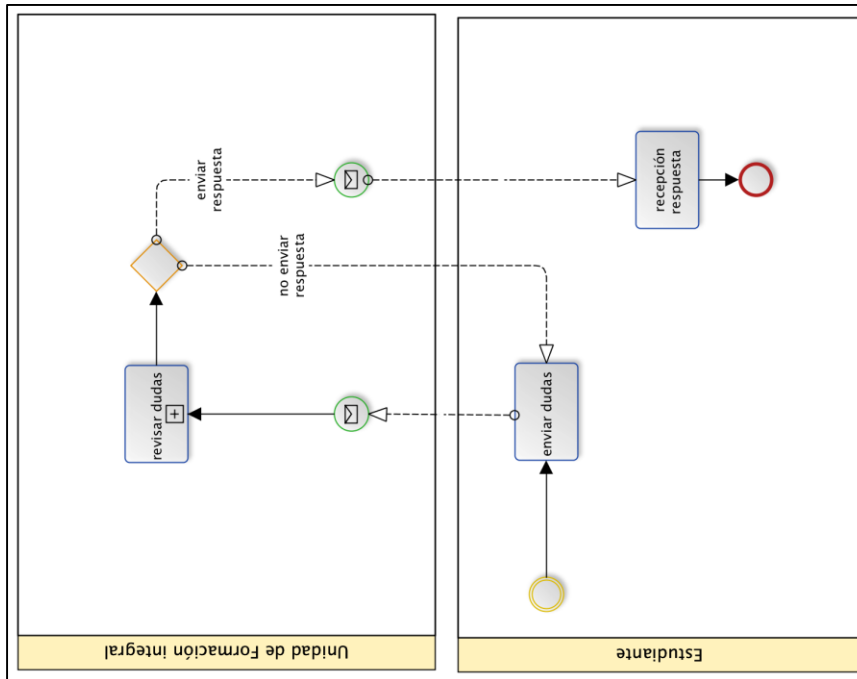 Unidad de Formación integral
revisar dudas
enviar
respuesta
no enviar
respuesta
Estudiante
enviar dudas
recepción
respuesta